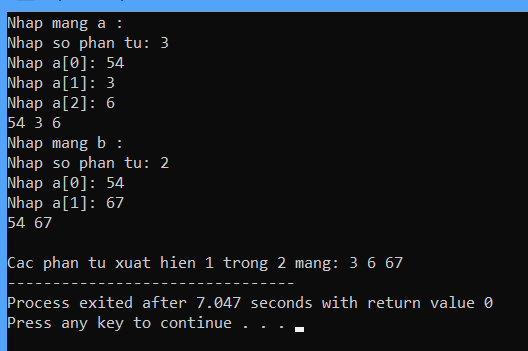 Nhap mang a :
Nhap so phan tu: 3
Nhap a[0]: 54
Nhap a[1]: 3
Nhap a[2]: 6
54 3 6
Nhap mang b :
Nhap so phan tu: 2
Nhap a[0]: 54
Nhap a[1]: 67
54 67
Cac phan tu xuat hien 1 trong 2 mang: 3 6 67
--------------------------------
Process exited after 7.047 seconds with return value 0
Press any key to continue . . .